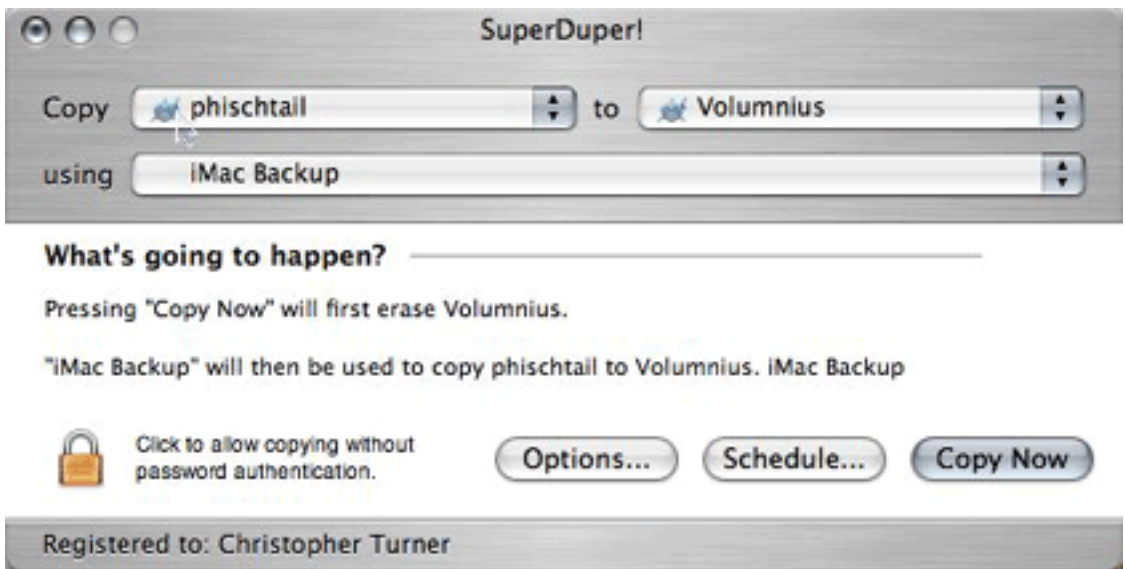 SuperDuper!
Copy phischtail to Volumnius
using iMac Backup
What's going to happen?
Pressing "Copy Now" will first erase Volumnius.
"iMac Backup" will then be used to copy phischtail to Volumnius. iMac Backup
Click to allow copying without
password authentication.
Options... Schedule... Copy Now
Registered to: Christopher Turner